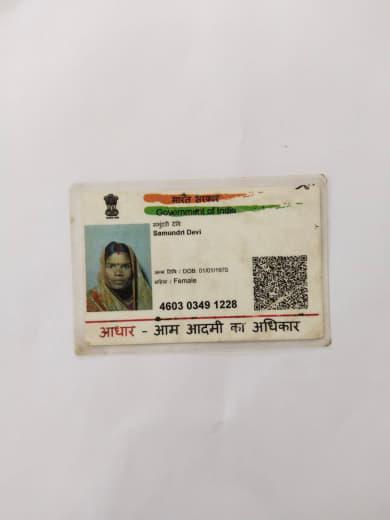 भारत सरकार
Government of India
समुंदरी देवि
Samundri Devi
जन्म तिथि / DOB: 01/01/1970
महिला / Female
4603 0349 1228
आधार - आम आदमी का अधिकार